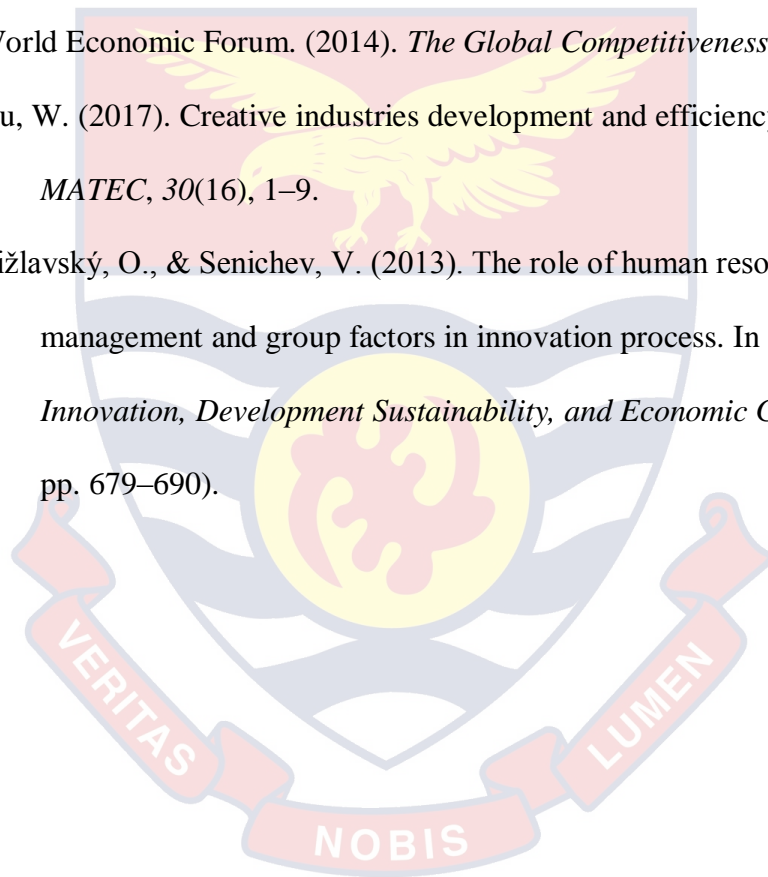 World Economic Forum. (2014). The Global Competitiveness
u, W. (2017). Creative industries development and efficiency
MATEC, 30(16), 1–9.
ižlavský, O., & Senichev, V. (2013). The role of human reso
management and group factors in innovation process. In
Innovation, Development Sustainability, and Economic G
pp. 679–690).
VERITAS
NOBIS
LUMEN